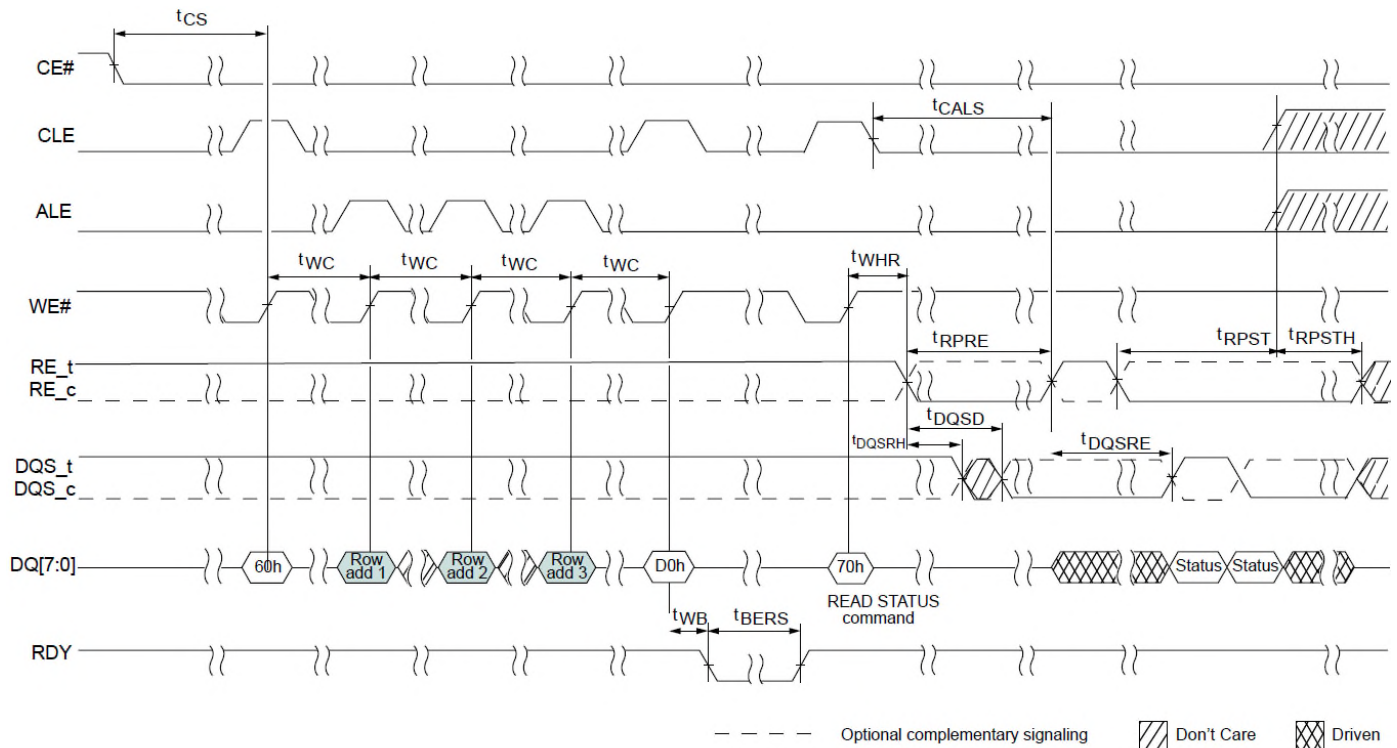 tCS
CE#
tCALS
CLE
ALE
tWC tWC tWC tWC tWHR
WE#
tRPRE tRPST tRPSTH
RE_t
RE_c
tDQSD
tDQSRH tDQSRE
DQS_t
DQS_c
DQ[7:0] 60h Row add 1 Row add 2 Row add 3 D0h 70h Status Status
READ STATUS
command
tWB tBERS
RDY
Optional complementary signaling Don't Care Driven